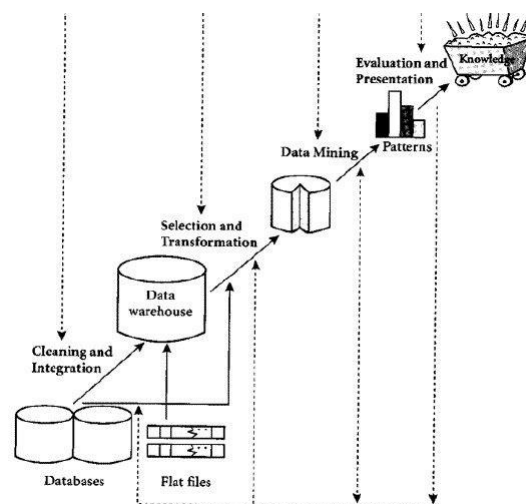 Evaluation and
Presentation
Knowledge
Data Mining
Patterns
Selection and
Transformation
Data
warehouse
Cleaning and
Integration
Databases
Flat files